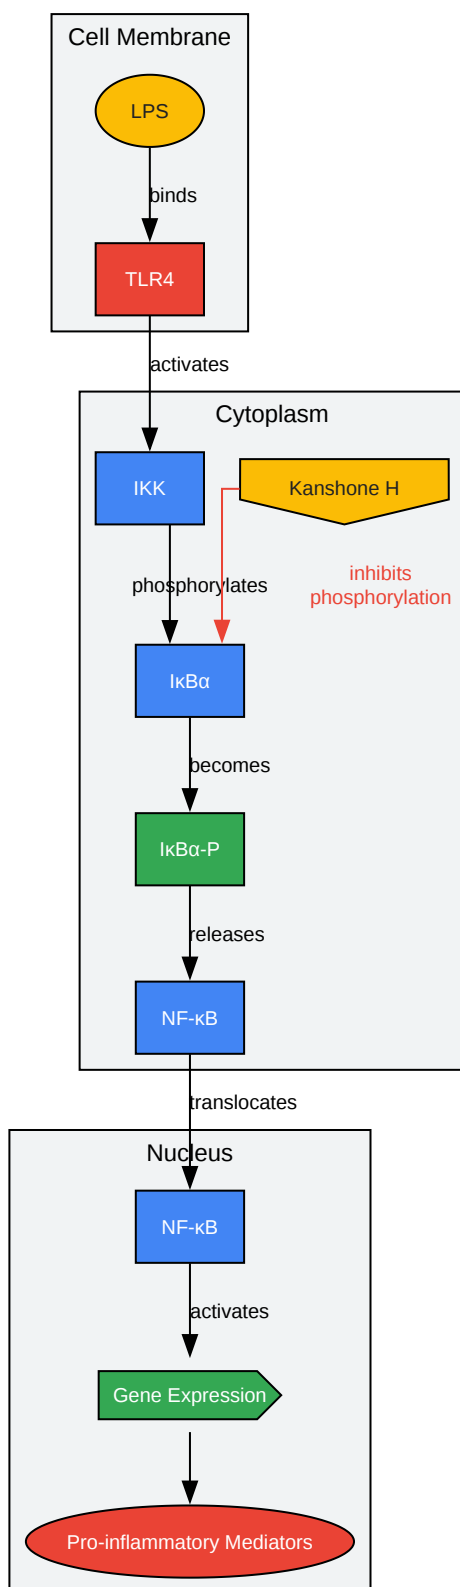 Cell Membrane
LPS
binds
TLR4
activates
Cytoplasm
IKK
Kanshone H
phosphorylates
inhibits
phosphorylation
IκBα
becomes
IκBα-P
releases
NF-κB
translocates
Nucleus
NF-κB
activates
Gene Expression
Pro-inflammatory Mediators